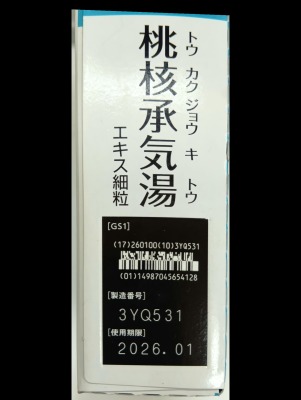 トウ カク ジョウ キ トウ
桃核承気湯
エキス細粒
[GS1]
(17)260100(10)3YQ531
(01)14987045654128
[製造番号]
3YQ531
[使用期限]
2026.01